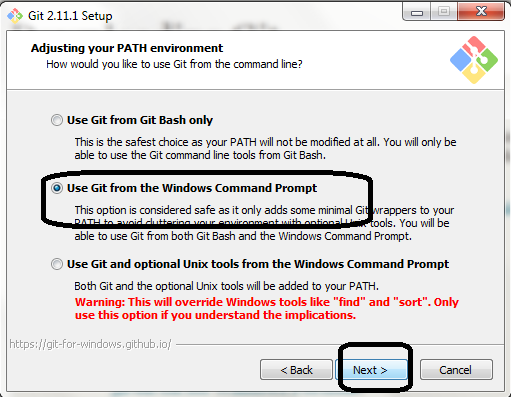 Git 2.11.1 Setup
Adjusting your PATH environment
How would you like to use Git from the command line?
Use Git from Git Bash only
This is the safest choice as your PATH will not be modified at all. You will only be
able to use the Git command line tools from Git Bash.
Use Git from the Windows Command Prompt
This option is considered safe as it only adds some minimal Git wrappers to your
PATH to avoid cluttering your environment with optional Unix tools. You will be
able to use Git from both Git Bash and the Windows Command Prompt.
Use Git and optional Unix tools from the Windows Command Prompt
Both Git and the optional Unix tools will be added to your PATH.
Warning: This will override Windows tools like "find" and "sort". Only
use this option if you understand the implications.
https://git-for-windows.github.io/
< Back
Next >
Cancel